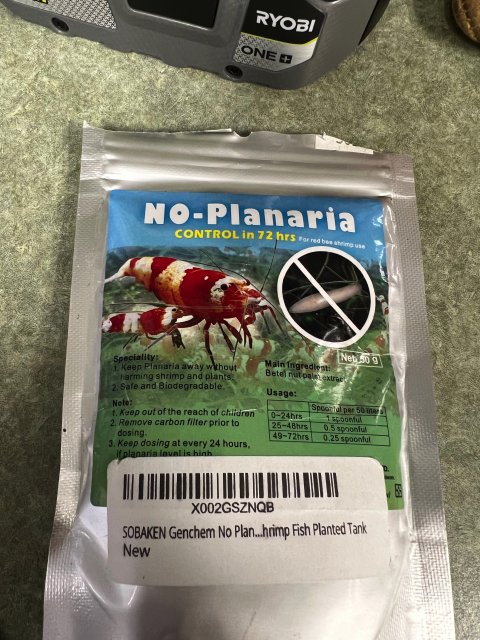 RYOBI
ONE+
NO-Planaria
CONTROL in 72 hrs For red bee shrimp use
Speciality:
1. Keep Planaria away without
harming shrimp and plants.
2. Safe and Biodegradable.
Note:
1. Keep out of the reach of children
2. Remove carbon filter prior to
dosing.
3. Keep dosing at every 24 hours,
if planaria level is high
Net 50 g
Main Ingredient:
Betel nut palm extract
Usage:
Spoonful per 50 liters
0~24hrs 1 spoonful
25~48hrs 0.5 spoonful
49~72hrs 0.25 spoonful
X002GSZNQB
SOBAKEN Genchem No Plan...hrimp Fish Planted Tank
New